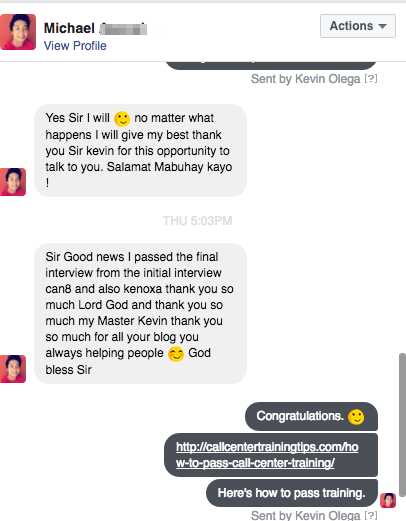 Michael
View Profile
Actions
Sent by Kevin Olega [?]
Yes Sir I will 🙂 no matter what
happens I will give my best thank
you Sir kevin for this opportunity to
talk to you. Salamat Mabuhay kayo
!
THU 5:03PM
Sir Good news I passed the final
interview from the initial interview
can8 and also kenoxa thank you so
much Lord God and thank you so
much my Master Kevin thank you
so much for all your blog you
always helping people 😊 God
bless Sir
Congratulations. 🙂
http://callcentertrainingtips.com/ho
w-to-pass-call-center-training/
Here's how to pass training.
Sent by Kevin Olega [?]